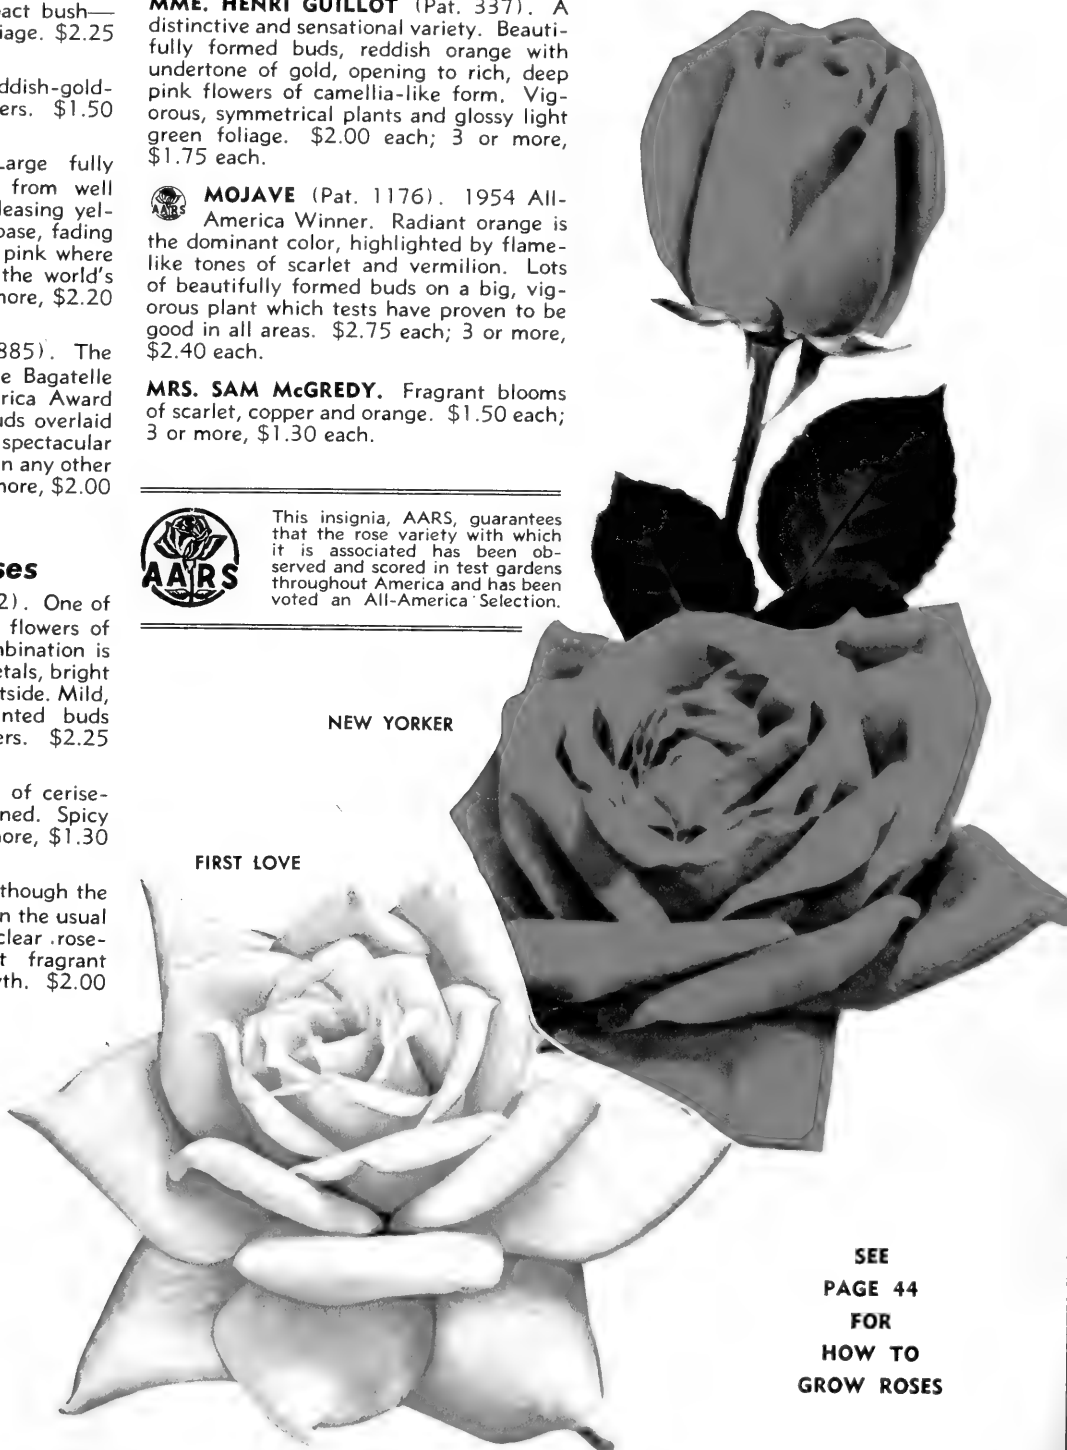 act bush—
iage. $2.25
ddish-gold-
ers. $1.50
Large fully
from well
leasing yel-
base, fading
pink where
the world's
more, $2.20
885). The
e Bagatelle
rica Award
uds overlaid
spectacular
n any other
more, $2.00
ses
2). One of
flowers of
mbination is
etals, bright
tside. Mild,
nted buds
ers. $2.25
of cerise-
ned. Spicy
more, $1.30
though the
n the usual
clear rose-
t fragrant
wth. $2.00
MME. HENRI GUILLOT (Pat. 337). A
distinctive and sensational variety. Beauti-
fully formed buds, reddish orange with
undertone of gold, opening to rich, deep
pink flowers of camellia-like form. Vig-
orous, symmetrical plants and glossy light
green foliage. $2.00 each; 3 or more,
$1.75 each.
AARS MOJAVE (Pat. 1176). 1954 All-
America Winner. Radiant orange is
the dominant color, highlighted by flame-
like tones of scarlet and vermilion. Lots
of beautifully formed buds on a big, vig-
orous plant which tests have proven to be
good in all areas. $2.75 each; 3 or more,
$2.40 each.
MRS. SAM McGREDY. Fragrant blooms
of scarlet, copper and orange. $1.50 each;
3 or more, $1.30 each.
AARS
This insignia, AARS, guarantees
that the rose variety with which
it is associated has been ob-
served and scored in test gardens
throughout America and has been
voted an All-America Selection.
NEW YORKER
FIRST LOVE
SEE
PAGE 44
FOR
HOW TO
GROW ROSES